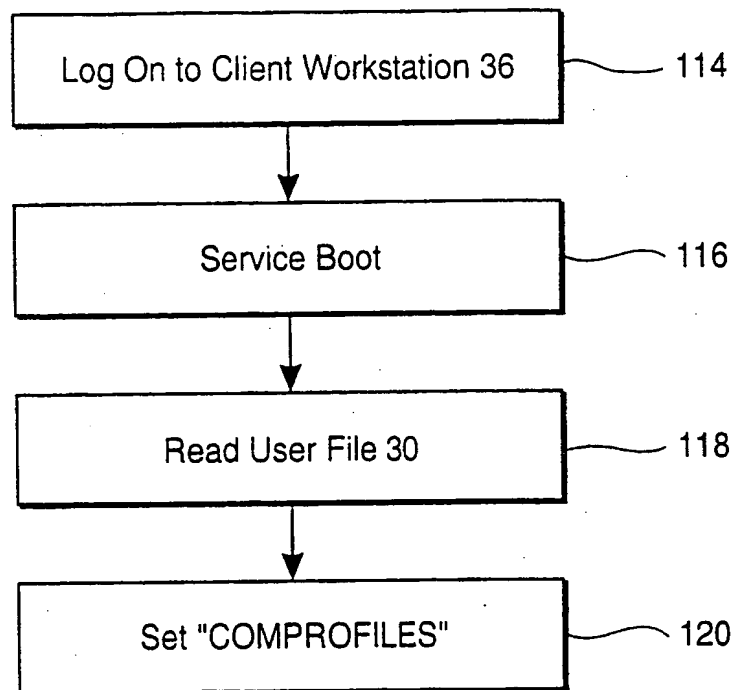 Log On to Client Workstation 36
114
Service Boot
116
Read User File 30
118
Set "COMPROFILES"
120